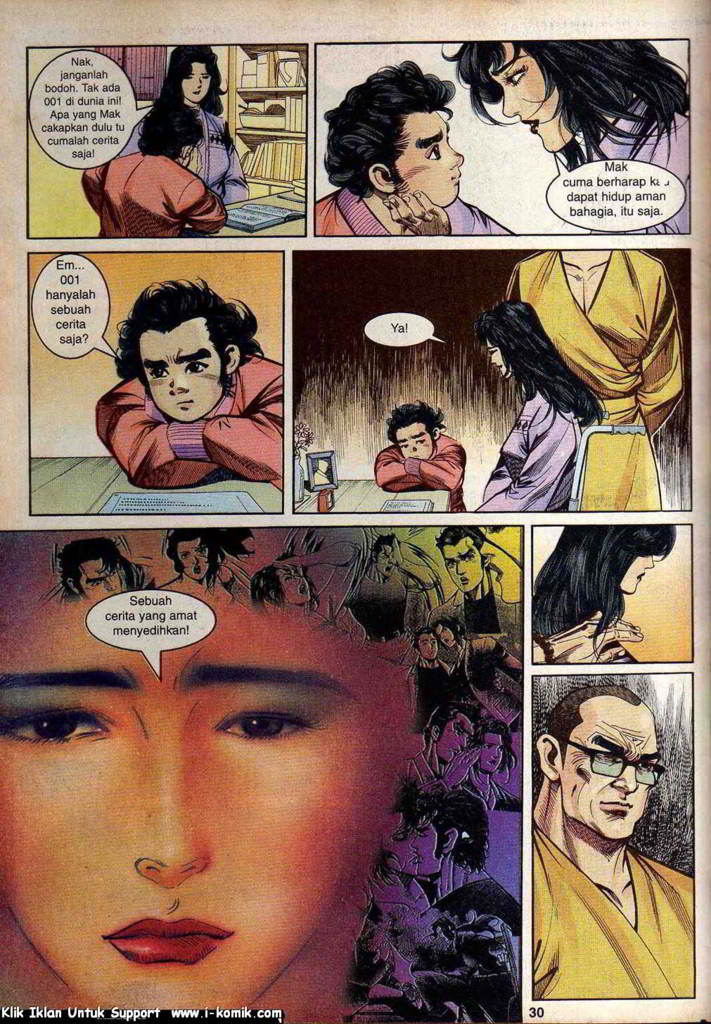 Nak,
janganlah
bodoh. Tak ada
001 di dunia ini!
Apa yang Mak
cakapkan dulu tu
cumalah cerita
saja!
Mak
cuma berharap
dapat hidup aman
bahagia, itu saja.
Em...
001
hanyalah
sebuah
cerita
saja?
Ya!
Sebuah
cerita yang amat
menyedihkan!
30
Klik Iklan Untuk Support www.i-komik.com/